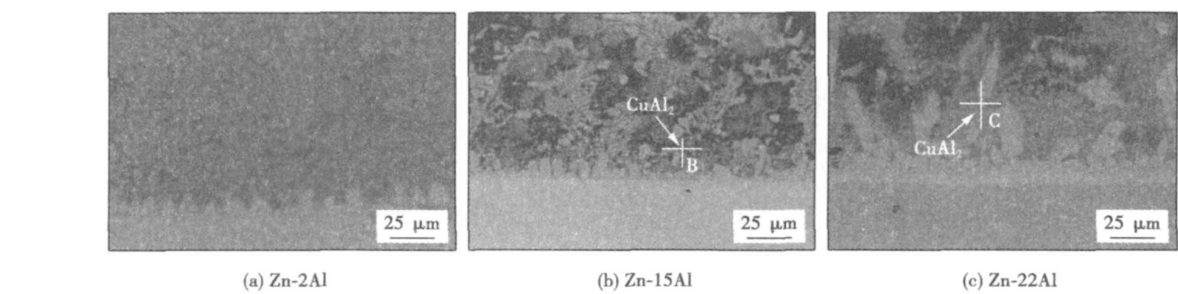 CuAl₂
B
25 μm
25 μm
C
CuAl₂
25 μm
(a) Zn-2Al
(b) Zn-15Al
(c) Zn-22Al